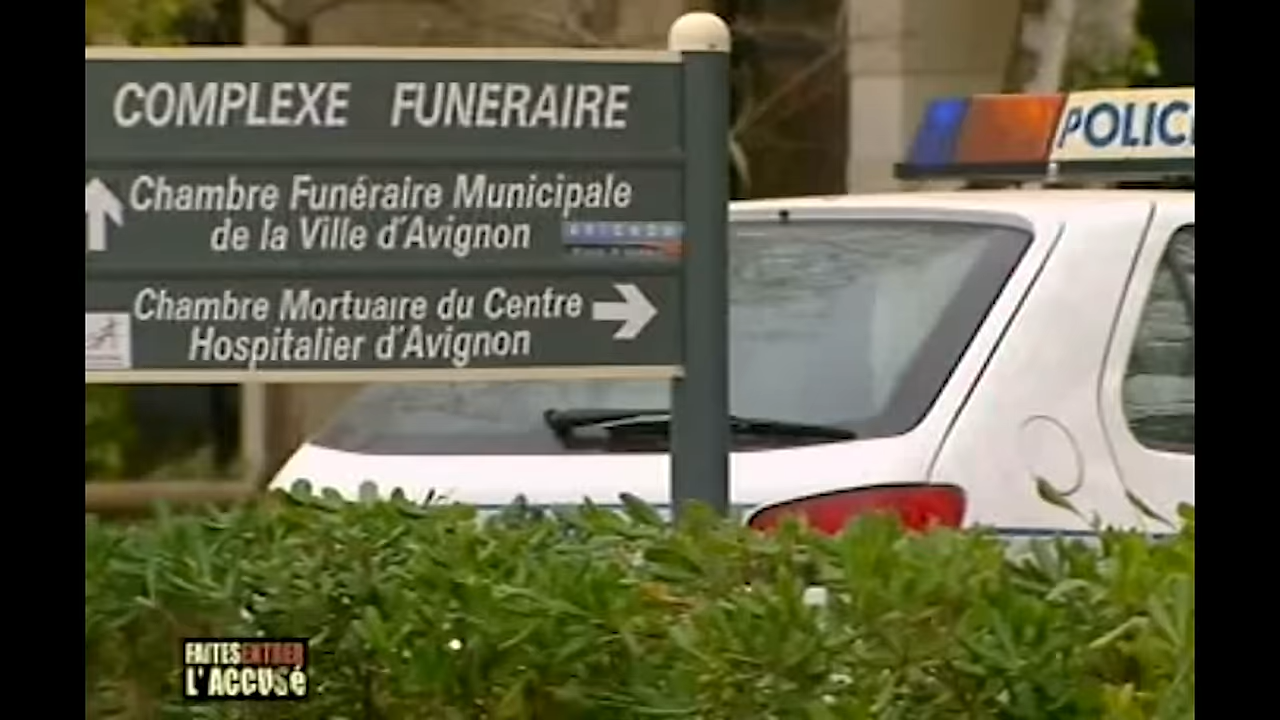 COMPLEXE FUNERAIRE
Chambre Funéraire Municipale
de la Ville d'Avignon
AVIGNON
Chambre Mortuaire du Centre
Hospitalier d'Avignon
POLIC
FAITES ENTRER
L'ACCUSé